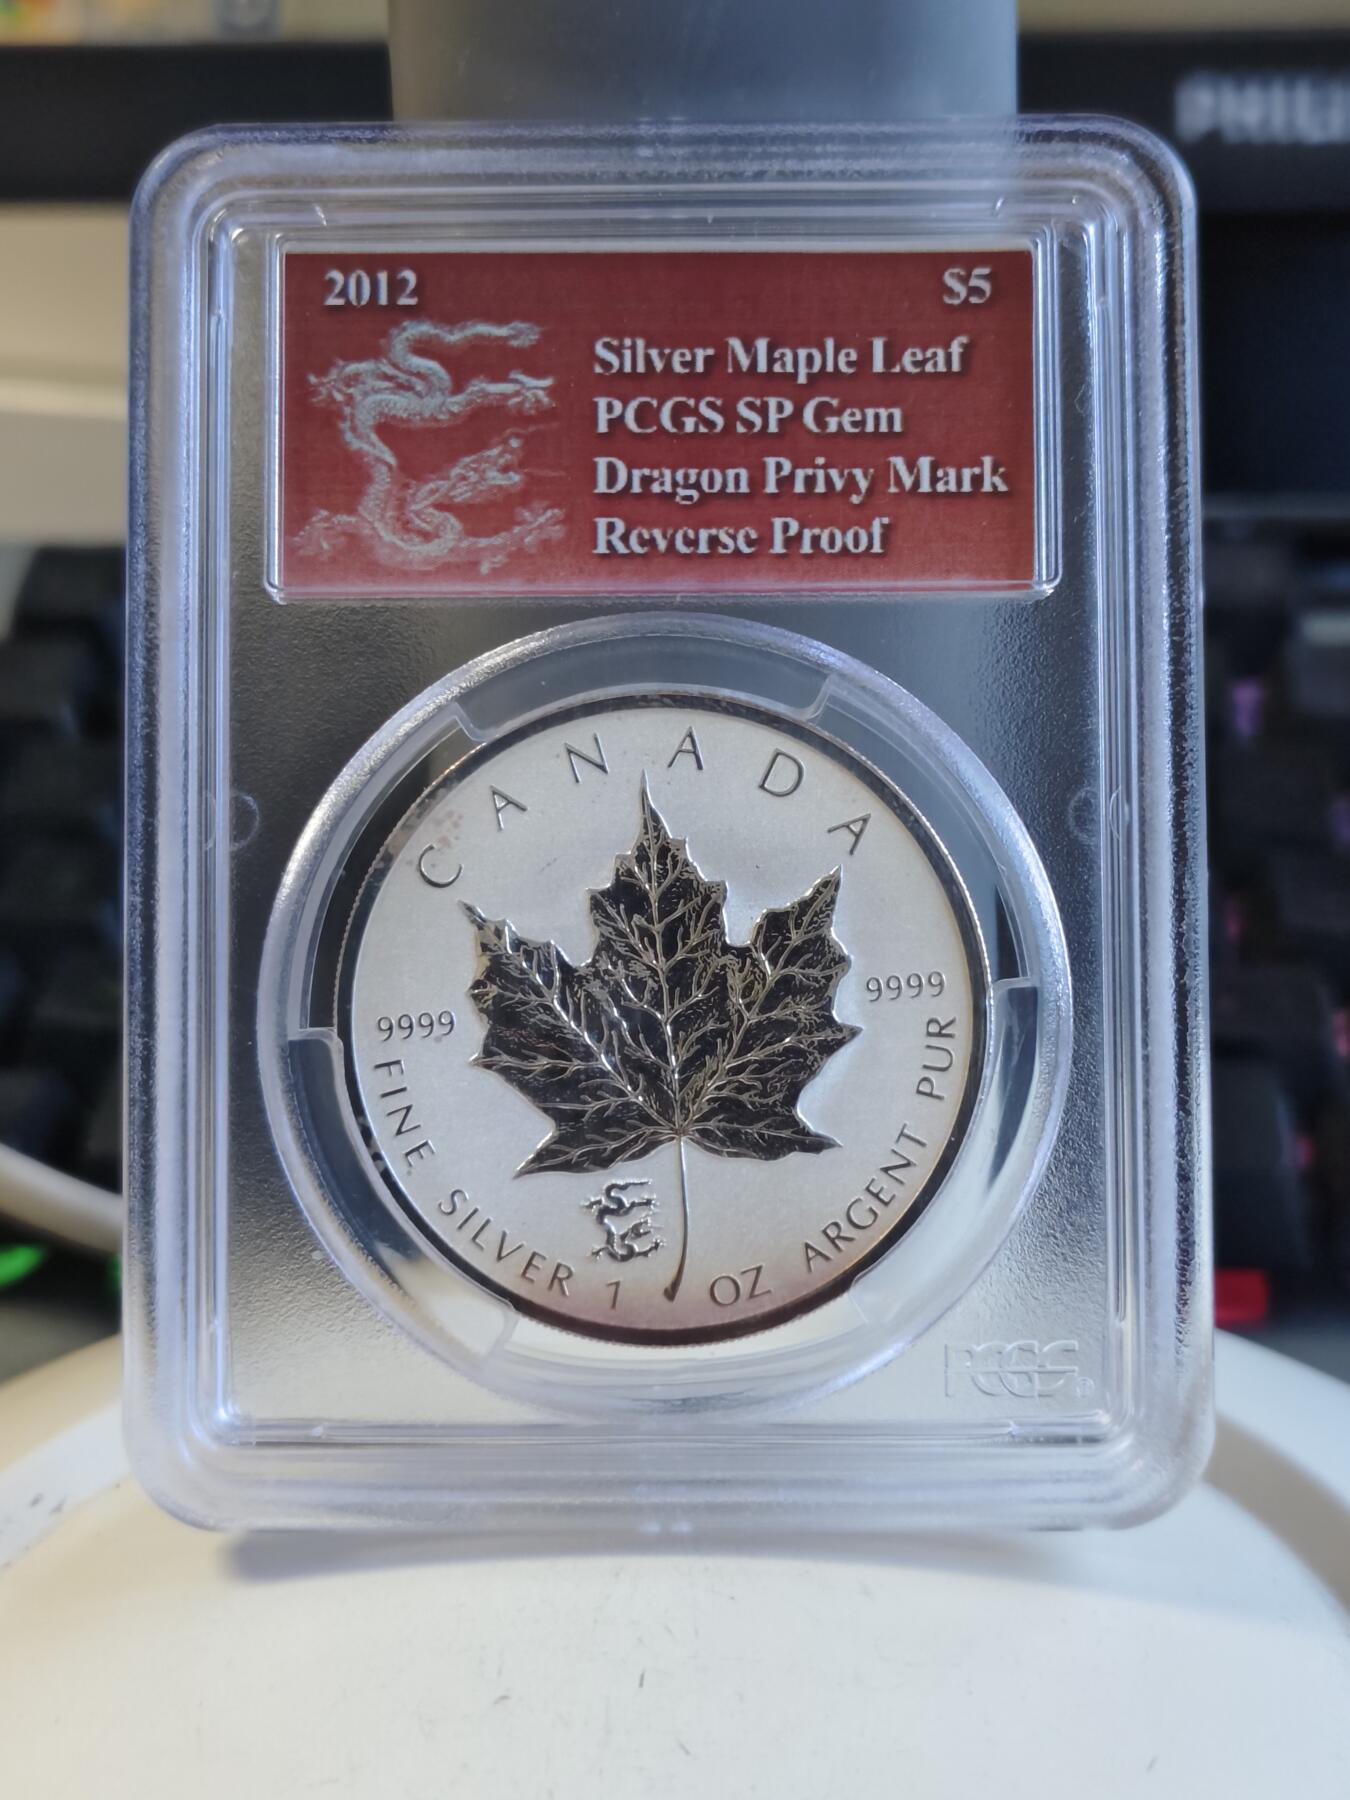 PHILI
2012 $5
Silver Maple Leaf
PCGS SP Gem
Dragon Privy Mark
Reverse Proof
CANADA
9999 9999
FINE SILVER 1 OZ ARGENT PUR
PCGS